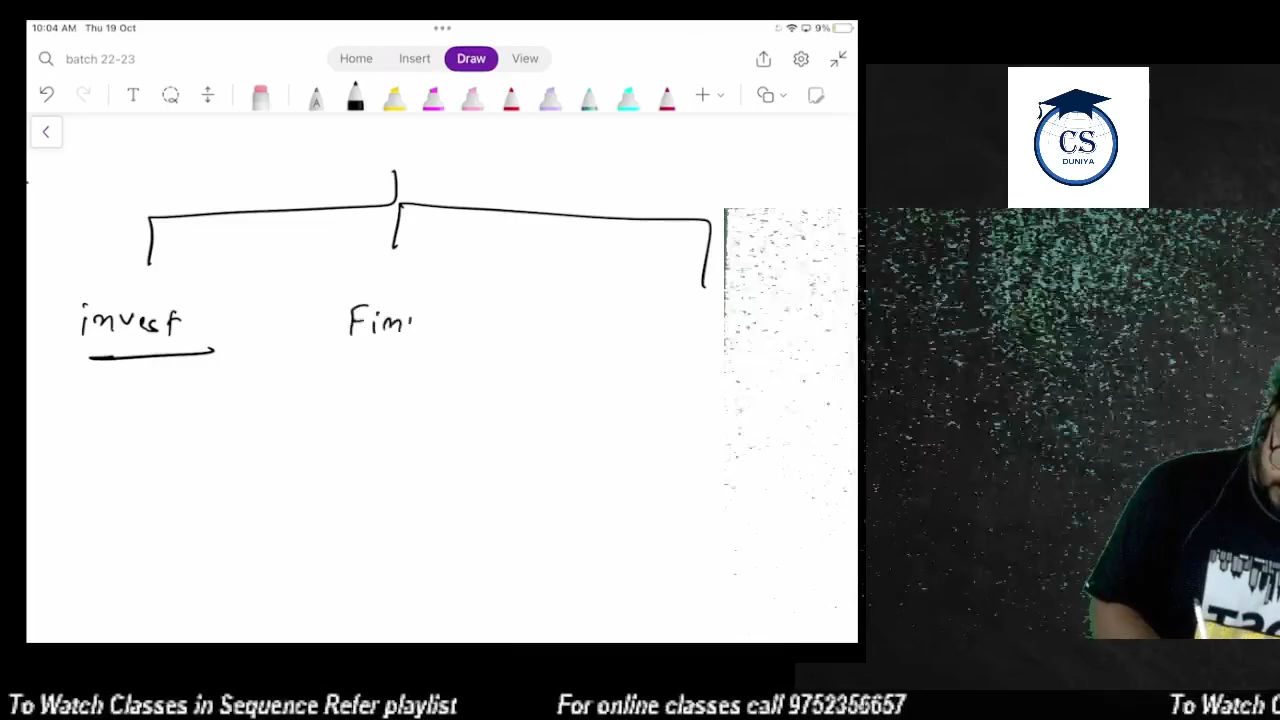 10:04 AM Thu 19 Oct
9%
batch 22-23
Home Insert Draw View
T
A
CS
DUNIYA
invest
Fin
To Watch Classes in Sequence Refer playlist For online classes call 9752356657 To Watch C